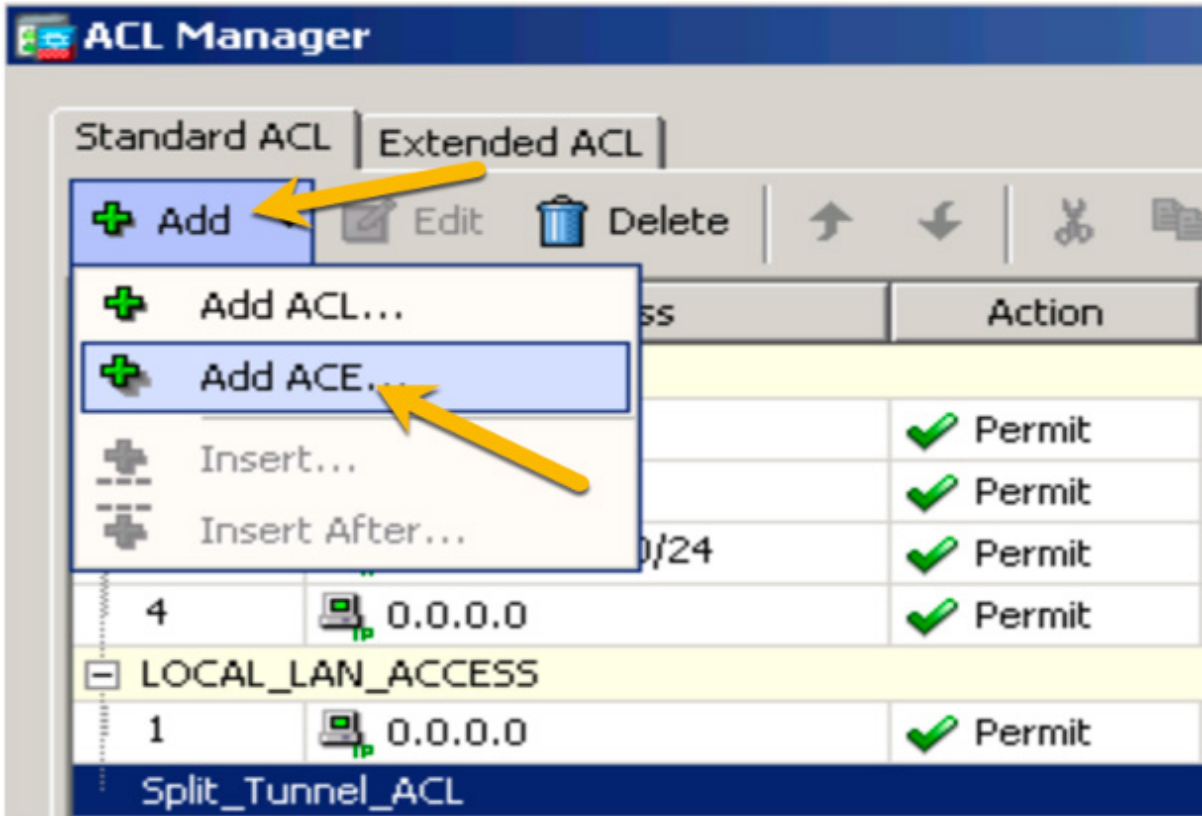 ACL Manager
Standard ACL Extended ACL
Add Edit Delete
Add ACL...
Add ACE...
Insert...
Insert After...
ss Action
Permit
Permit
0/24 Permit
4 0.0.0.0 Permit
LOCAL_LAN_ACCESS
1 0.0.0.0 Permit
Split_Tunnel_ACL